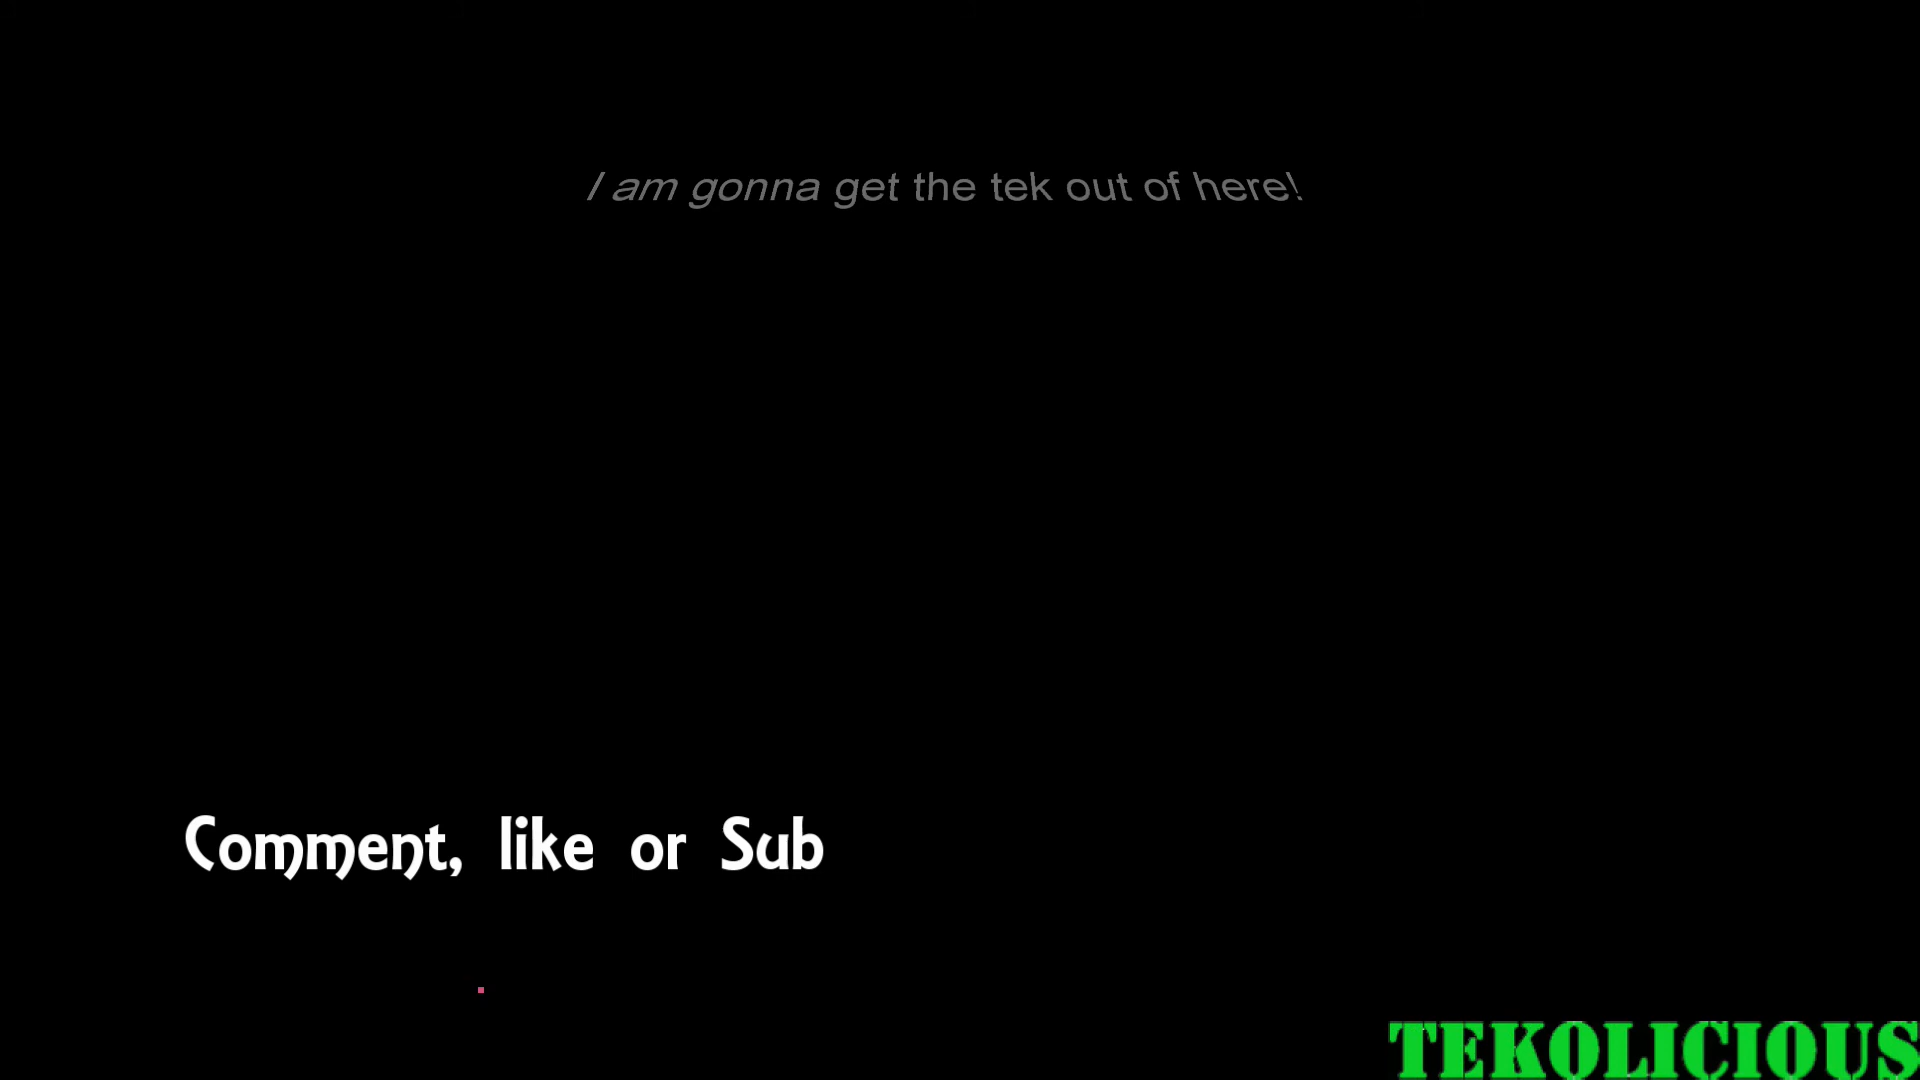 I am gonna get the tek out of here!
Comment, like or Sub
TEKOLICIOUS